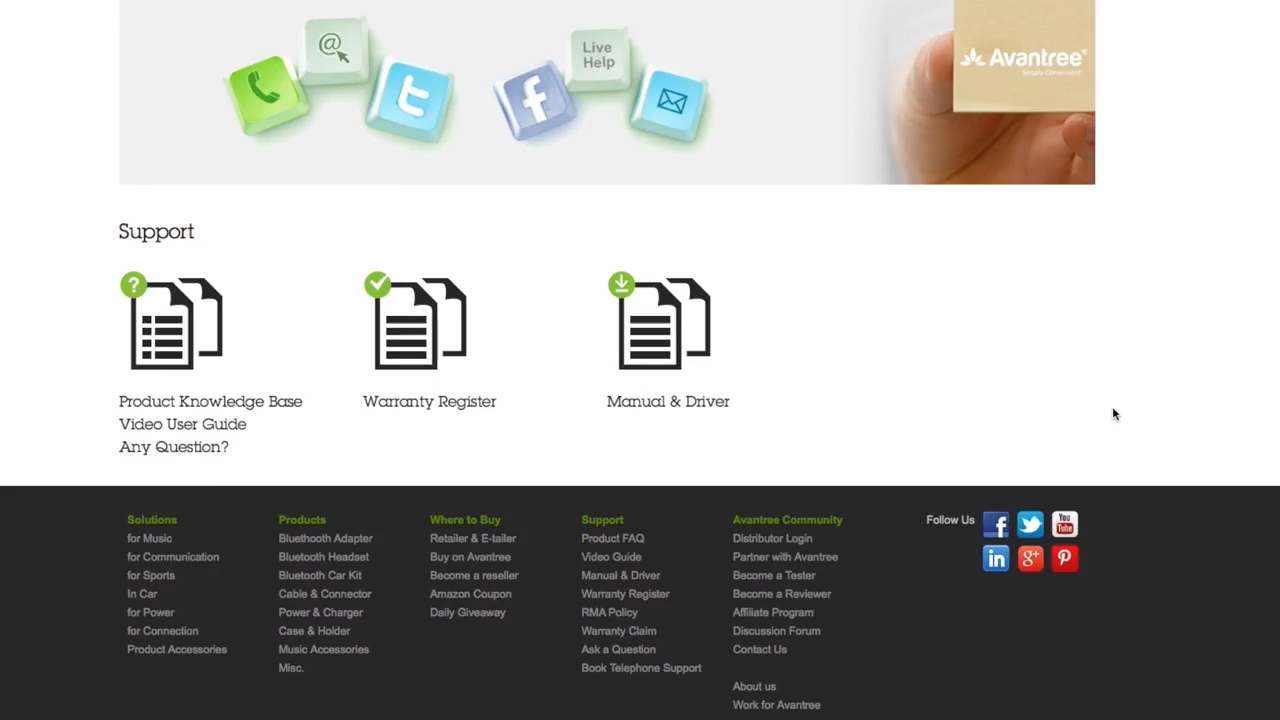 Live
Help
Avantree®
Simply Convenient
Support
Product Knowledge Base
Video User Guide
Any Question?
Warranty Register
Manual & Driver
Solutions
for Music
for Communication
for Sports
In Car
for Power
for Connection
Product Accessories
Products
Bluethooth Adapter
Bluetooth Headset
Bluetooth Car Kit
Cable & Connector
Power & Charger
Case & Holder
Music Accessories
Misc.
Where to Buy
Retailer & E-tailer
Buy on Avantree
Become a reseller
Amazon Coupon
Daily Giveaway
Support
Product FAQ
Video Guide
Manual & Driver
Warranty Register
RMA Policy
Warranty Claim
Ask a Question
Book Telephone Support
Avantree Community
Distributor Login
Partner with Avantree
Become a Tester
Become a Reviewer
Affiliate Program
Discussion Forum
Contact Us
About us
Work for Avantree
Follow Us
You
Tube